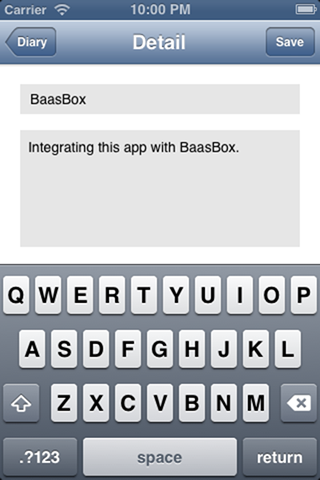 Carrier 10:00 PM
Diary Detail Save
BaasBox
Integrating this app with BaasBox.
Q W E R T Y U I O P
A S D F G H J K L
Z X C V B N M
.?123 space return